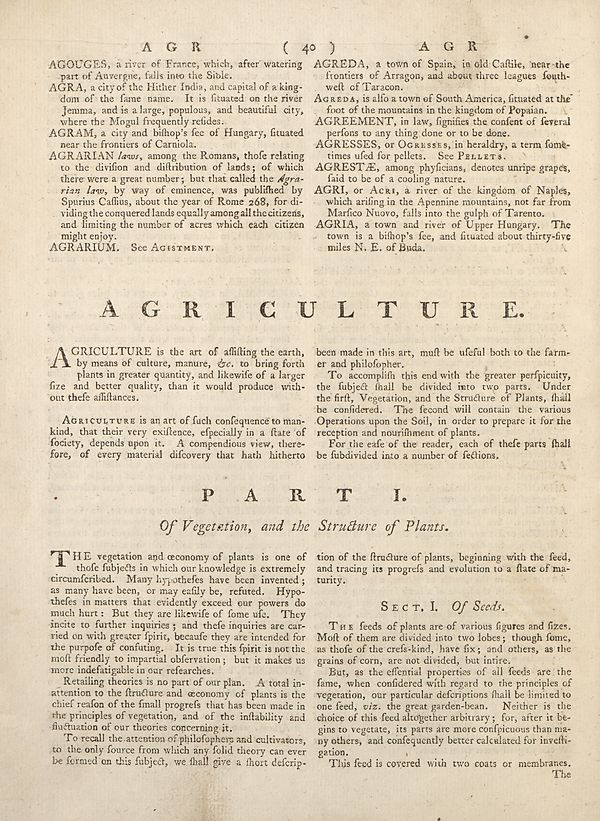 A G R ( 40 ) A G R
AGOUGES, a river of France, which, after watering
part of Auvergne, falls into the Sible.
AGRA, a city of the Hither India, and capital of a king-
dom of the ſame name. It is ſituated on the river
Jemma, and is a large, populous, and beautiful city,
where the Mogul frequently reſides.
AGRAM, a city and biſhop's ſee of Hungary, ſituated
near the frontiers of Carniola.
AGRARIAN laws, among the Romans, thoſe relating
to the diviſion and diſtribution of lands; of which
there were a great number; but that called the Agra-
rian law, by way of eminence, was publiſhed by
Spurius Caſſius, about the year of Rome 268, for di-
viding the conquered lands equally among all the citizens,
and limiting the number of acres which each citizen
might enjoy.
AGRARIUM. See AGISTMENT.
AGREDA, a town of Spain, in old Caſtile, near the
frontiers of Arragon, and about three leagues ſouth-
weſt of Taracon.
AGREDA, is alſo a town of South America, ſituated at the
foot of the mountains in the kingdom of Popaian.
AGREEMENT, in law, ſignifies the conſent of ſeveral
perſons to any thing done or to be done.
AGRESSES, or OGRESSES, in heraldry, a term ſome-
times uſed for pellets. See PELLETS.
AGRESTÆ, among phyſicians, denotes unripe grapes,
ſaid to be of a cooling nature.
AGRI, or ACRI, a river of the kingdom of Naples,
which ariſing in the Apennine mountains, not far from
Marſico Nuovo, falls into the gulph of Tarento.
AGRIA, a town and river of Upper Hungary. The
town is a biſhop's ſee, and ſituated about thirty-five
miles N. E. of Buda.
A G R I C U L T U R E.
AGRICULTURE is the art of aſſiſting the earth,
by means of culture, manure, &c. to bring forth
plants in greater quantity, and likewiſe of a larger
ſize and better quality, than it would produce with-
out theſe aſſiſtances.
AGRICULTURE is an art of ſuch conſequence to man-
kind, that their very exiſtence, eſpecially in a ſtate of
ſociety, depends upon it. A compendious view, there-
fore, of every material diſcovery that hath hitherto
been made in this art, muſt be uſeful both to the farm-
er and philoſopher.
To accompliſh this end with the greater perſpicuity,
the ſubject ſhall be divided into two parts. Under
the firſt, Vegetation, and the Structure of Plants, ſhall
be conſidered. The ſecond will contain the various
Operations upon the Soil, in order to prepare it for the
reception and nouriſhment of plants.
For the eaſe of the reader, each of theſe parts ſhall
be ſubdivided into a number of ſections.
P A R T I.
Of Vegetation, and the Structure of Plants.
THE vegetation and œconomy of plants is one of
thoſe ſubjects in which our knowledge is extremely
circumſcribed. Many hypotheſes have been invented;
as many have been, or may eaſily be, refuted. Hypo-
theſes in matters that evidently exceed our powers do
much hurt: But they are likewiſe of ſome uſe. They
incite to further inquiries; and theſe inquiries are car-
ried on with greater ſpirit, becauſe they are intended for
the purpoſe of confuting. It is true this ſpirit is not the
moſt friendly to impartial obſervation; but it makes us
more indefatigable in our reſearches.
Retailing theories is no part of our plan. A total in-
attention to the ſtructure and œconomy of plants is the
chief reaſon of the ſmall progreſs that has been made in
the principles of vegetation, and of the inſtability and
fluctuation of our theories concerning it.
To recall the attention of philoſophers and cultivators,
to the only ſource from which any ſolid theory can ever
be formed on this ſubject, we ſhall give a ſhort deſcrip-
tion of the ſtructure of plants, beginning with the ſeed,
and tracing its progreſs and evolution to a ſtate of ma-
turity.
SECT. I. Of Seeds.
THE ſeeds of plants are of various figures and ſizes.
Moſt of them are divided into two lobes; though ſome,
as thoſe of the creſs-kind, have ſix; and others, as the
grains of corn, are not divided, but intire.
But, as the eſſential properties of all ſeeds are the
ſame, when conſidered with regard to the principles of
vegetation, our particular deſcriptions ſhall be limited to
one ſeed, viz. the great garden-bean. Neither is the
choice of this ſeed altogether arbitrary; for, after it be-
gins to vegetate, its parts are more conſpicuous than ma-
ny others, and conſequently better calculated for inveſti-
gation.
This ſeed is covered with two coats or membranes.
The